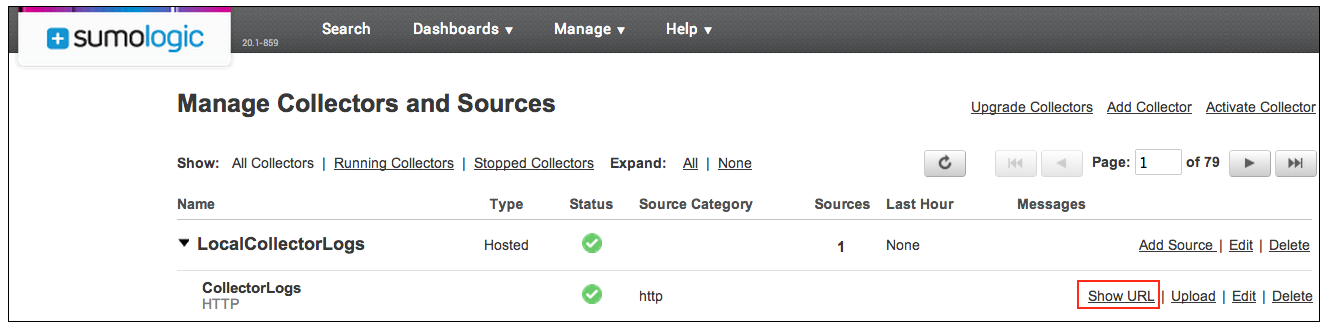 sumologic 20.1-859 Search Dashboards ▼ Manage ▼ Help ▼
Manage Collectors and Sources
Upgrade Collectors Add Collector Activate Collector
Show: All Collectors | Running Collectors | Stopped Collectors Expand: All | None Page: 1 of 79
Name Type Status Source Category Sources Last Hour Messages
LocalCollectorLogs Hosted 1 None Add Source | Edit | Delete
CollectorLogs http Show URL | Upload | Edit | Delete
HTTP